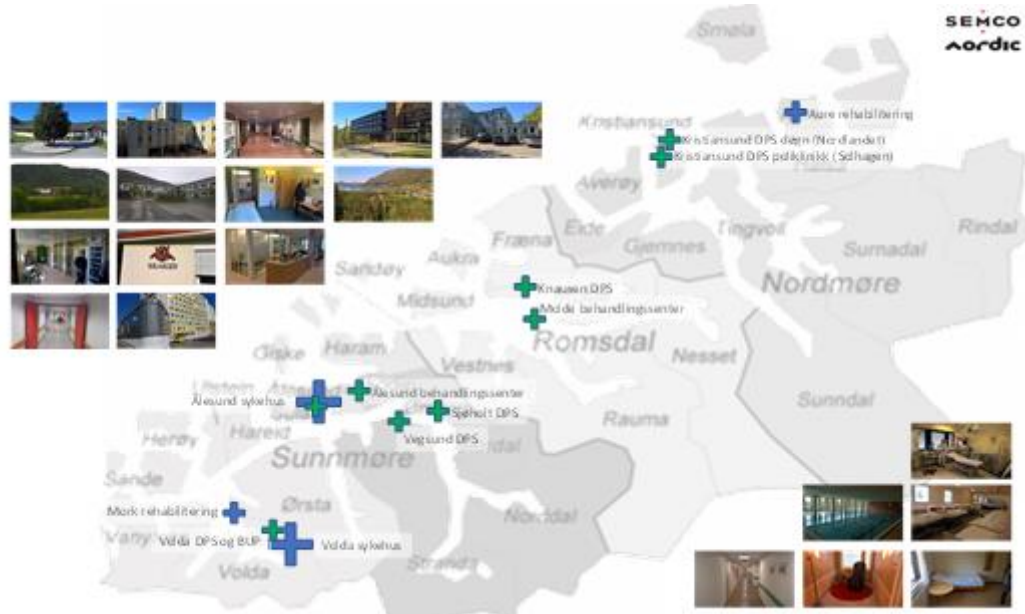 SEMCO
nordic
Smøla
Aure rehabilitering
Kristiansund
Kristiansund DPS døgn (Nordlandet)
Kristiansund DPS poliklinikk (Solhagen)
Averøy
Rindal
Eide
Tingvoll
Fræna
Gjemnes
Surnadal
Aukra
Sandøy
Nordmøre
Knausen DPS
Midsund
Molde behandlingssenter
Romsdal
Giske
Haram
Vestnes
Nesset
Ålesund behandlingssenter
Ålesund sykehus
Sunndal
Sjøholt DPS
Rauma
Hareid
Herøy
Vegsund DPS
Sunnmøre
Sande
Ørsta
Mork rehabilitering
Norddal
Volda DPS og BUP
Volda sykehus
Stranda
Volda